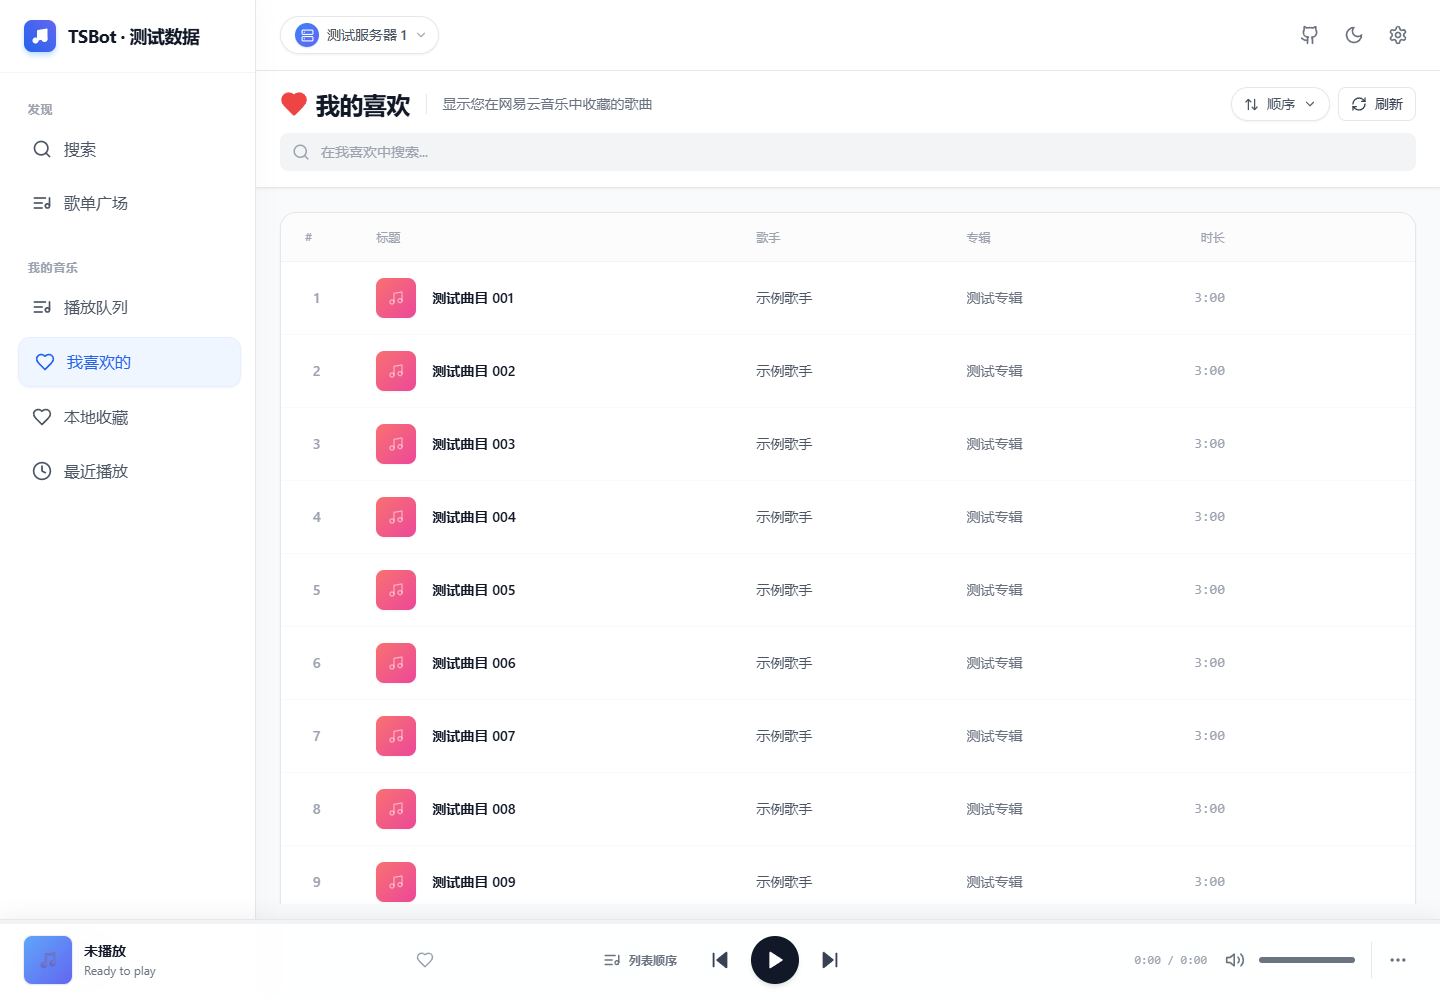 TSBot · 测试数据
测试服务器 1
发现
搜索
歌单广场
我的音乐
播放队列
我喜欢的
本地收藏
最近播放
我的喜欢
显示您在网易云音乐中收藏的歌曲
顺序
刷新
在我喜欢中搜索...
# 标题 歌手 专辑 时长
1 测试曲目 001 示例歌手 测试专辑 3:00
2 测试曲目 002 示例歌手 测试专辑 3:00
3 测试曲目 003 示例歌手 测试专辑 3:00
4 测试曲目 004 示例歌手 测试专辑 3:00
5 测试曲目 005 示例歌手 测试专辑 3:00
6 测试曲目 006 示例歌手 测试专辑 3:00
7 测试曲目 007 示例歌手 测试专辑 3:00
8 测试曲目 008 示例歌手 测试专辑 3:00
9 测试曲目 009 示例歌手 测试专辑 3:00
未播放
Ready to play
列表顺序
0:00 / 0:00